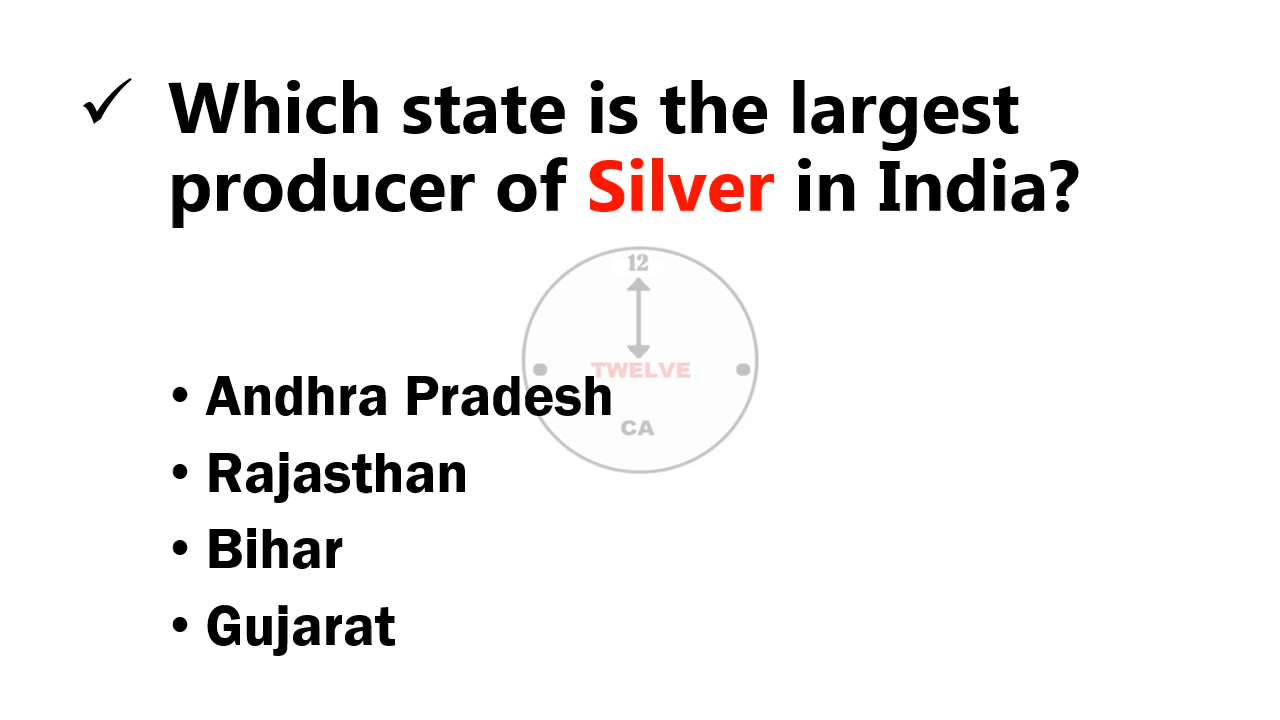 ✓ Which state is the largest
producer of Silver in India?
12
TWELVE
CA
• Andhra Pradesh
• Rajasthan
• Bihar
• Gujarat